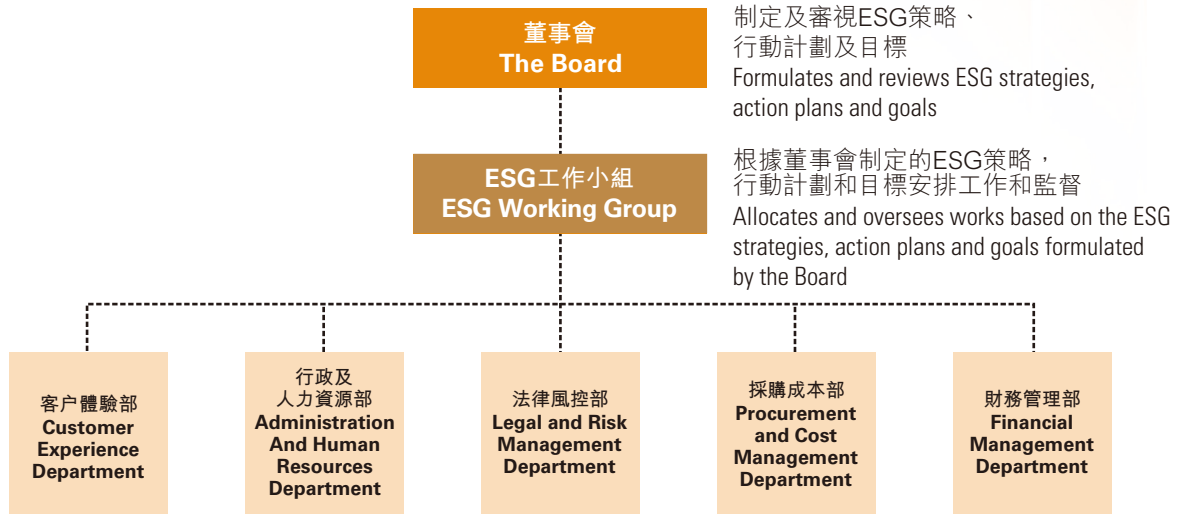 董事會
The Board
制定及審視ESG策略、
行動計劃及目標
Formulates and reviews ESG strategies,
action plans and goals
ESG工作小組
ESG Working Group
根據董事會制定的ESG策略，
行動計劃和目標安排工作和監督
Allocates and oversees works based on the ESG
strategies, action plans and goals formulated
by the Board
客户體驗部
Customer
Experience
Department
行政及
人力資源部
Administration
And Human
Resources
Department
法律風控部
Legal and Risk
Management
Department
採購成本部
Procurement
and Cost
Management
Department
財務管理部
Financial
Management
Department